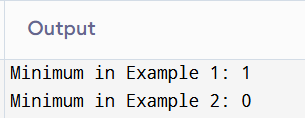 Output
Minimum in Example 1: 1
Minimum in Example 2: 0